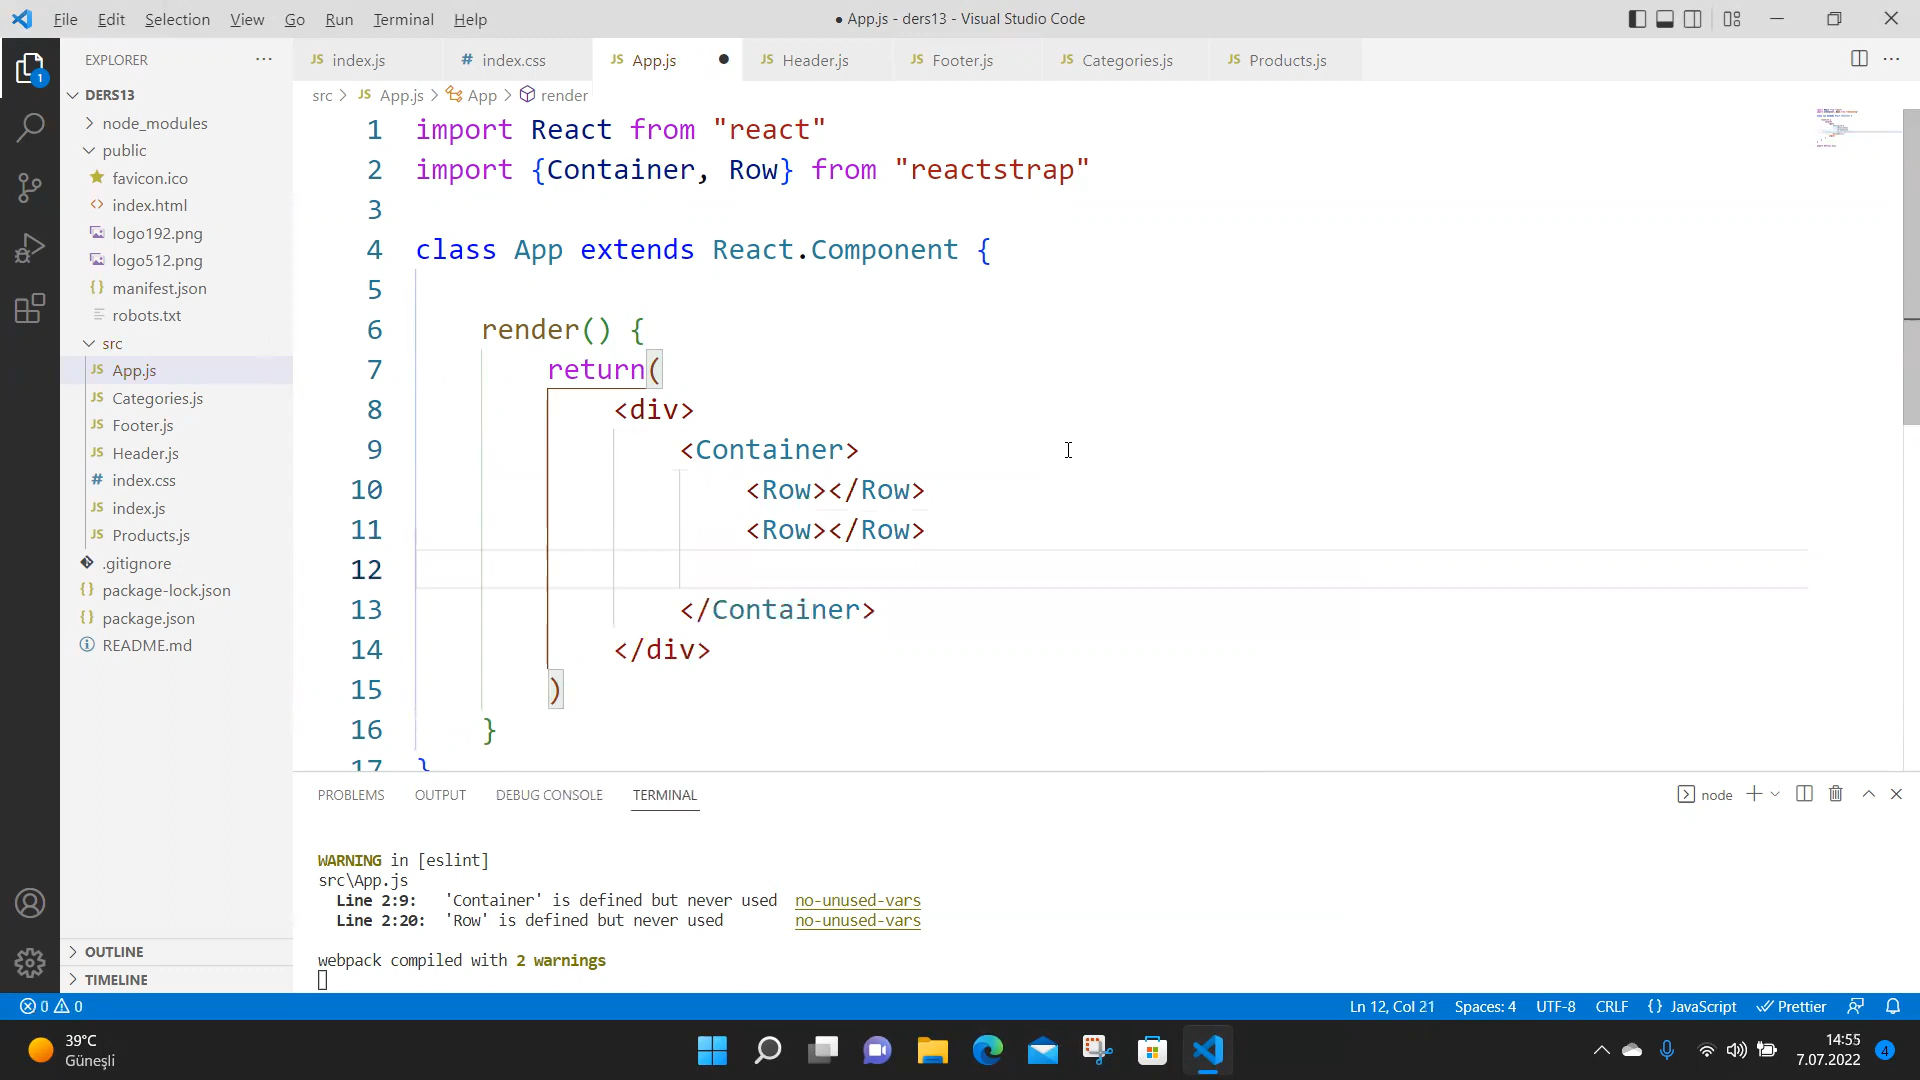 File Edit Selection View Go Run Terminal Help
● App.js - ders13 - Visual Studio Code
EXPLORER
DERS13
node_modules
public
favicon.ico
index.html
logo192.png
logo512.png
manifest.json
robots.txt
src
App.js
Categories.js
Footer.js
Header.js
index.css
index.js
Products.js
.gitignore
package-lock.json
package.json
README.md
OUTLINE
TIMELINE
JS index.js # index.css JS App.js JS Header.js JS Footer.js JS Categories.js JS Products.js
src > JS App.js > App > render
1 import React from "react"
2 import {Container, Row} from "reactstrap"
3
4 class App extends React.Component {
5
6 render() {
7 return(
8 <div>
9 <Container>
10 <Row></Row>
11 <Row></Row>
12
13 </Container>
14 </div>
15 )
16 }
17 }
PROBLEMS OUTPUT DEBUG CONSOLE TERMINAL
node
WARNING in [eslint]
src\App.js
Line 2:9: 'Container' is defined but never used no-unused-vars
Line 2:20: 'Row' is defined but never used no-unused-vars
webpack compiled with 2 warnings
0 0 Ln 12, Col 21 Spaces: 4 UTF-8 CRLF {} JavaScript Prettier
39°C
Güneşli
14:55
7.07.2022
4